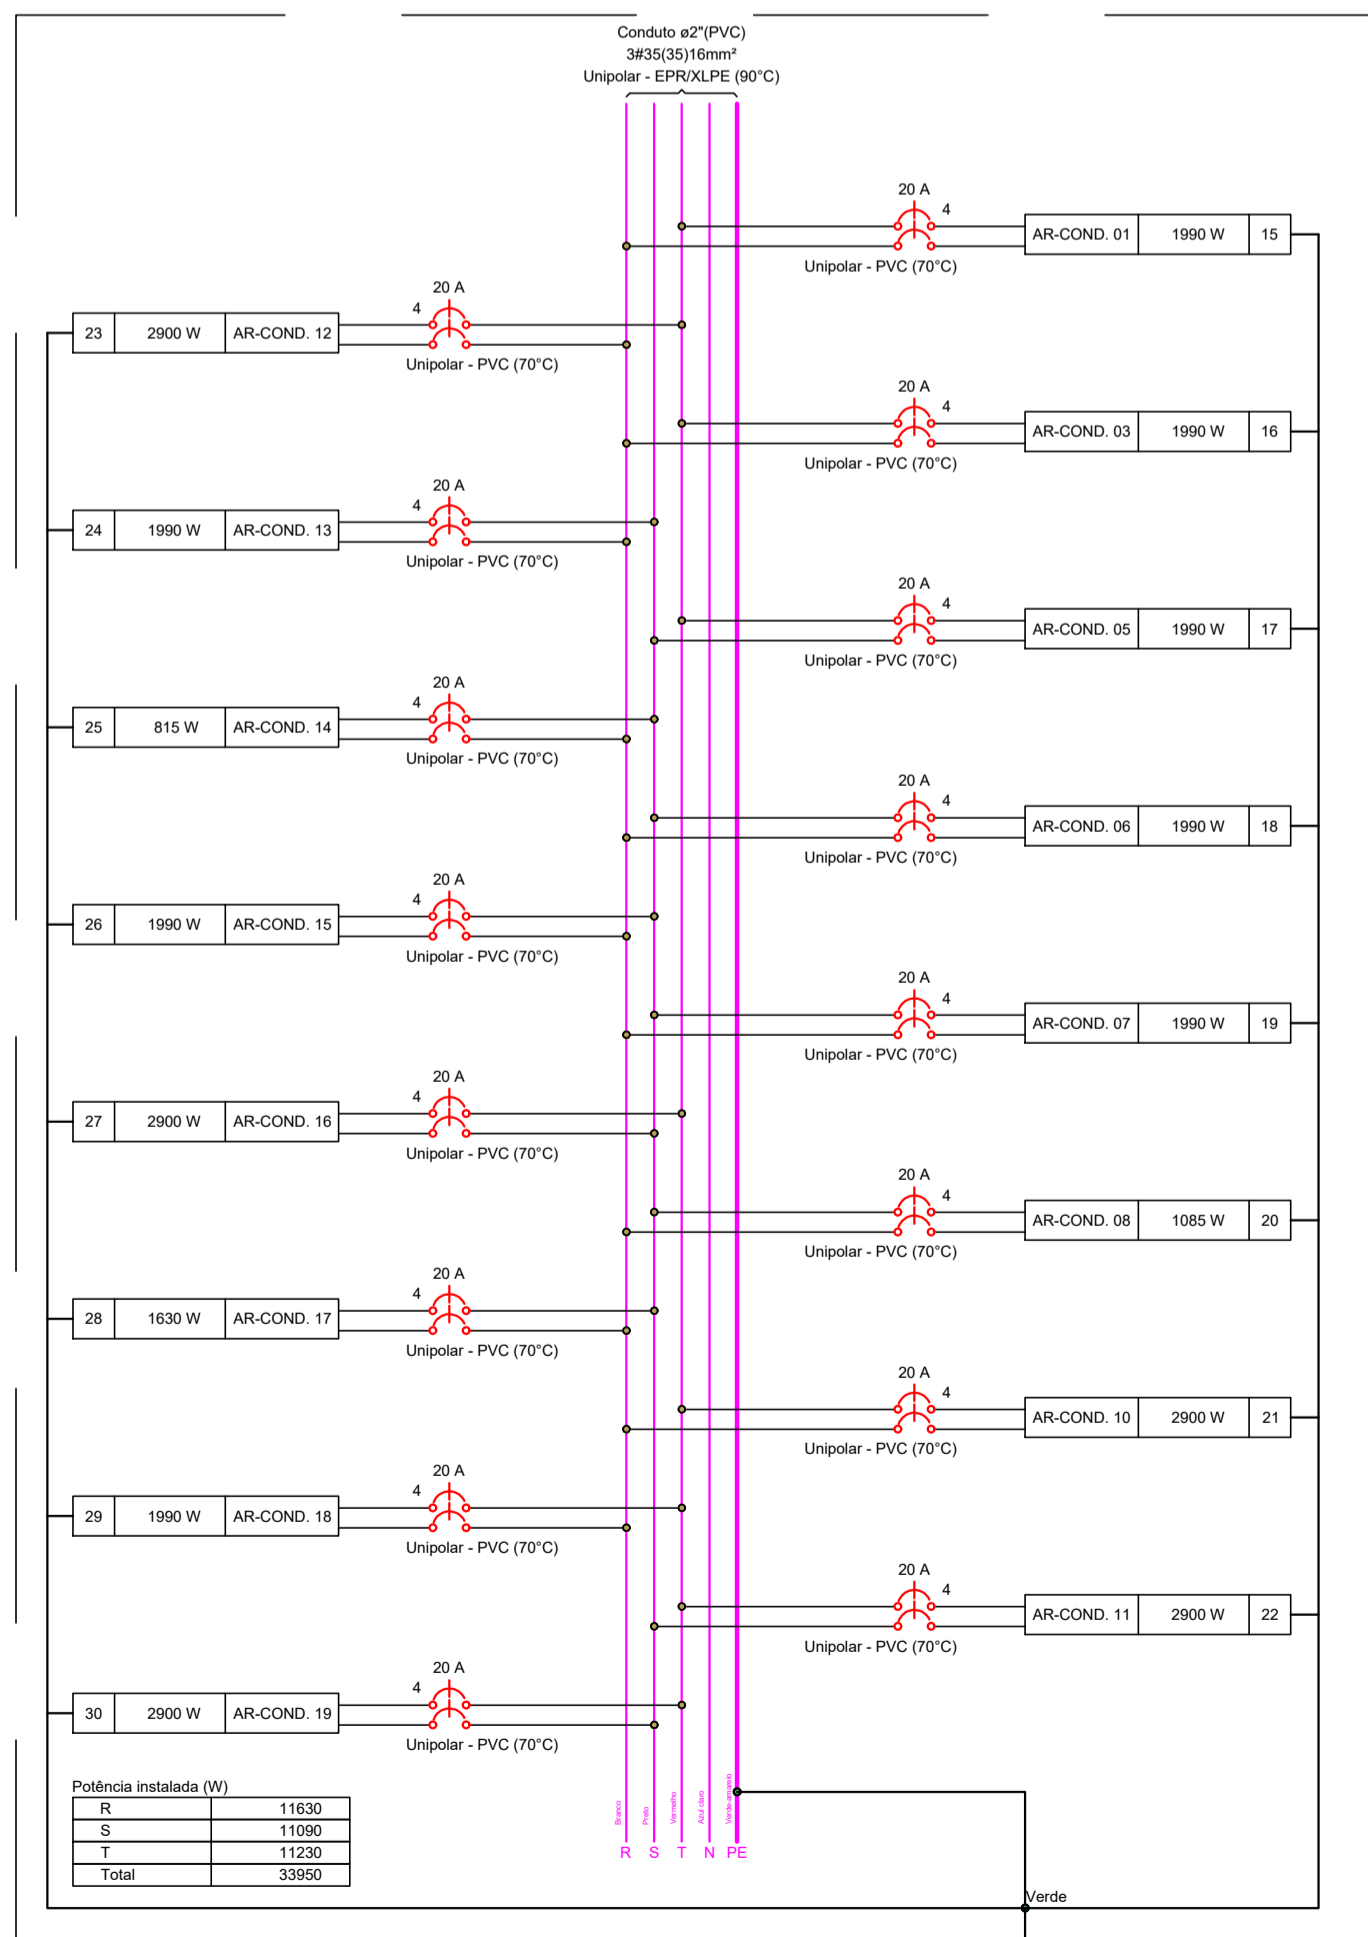 Conduto ø2"(PVC)
3#35(35)16mm²
Unipolar - EPR/XLPE (90°C)
20 A
4
AR-COND. 01 1990 W 15
Unipolar - PVC (70°C)
20 A
4
23 2900 W AR-COND. 12
Unipolar - PVC (70°C)
20 A
4
AR-COND. 03 1990 W 16
Unipolar - PVC (70°C)
20 A
4
24 1990 W AR-COND. 13
Unipolar - PVC (70°C)
20 A
4
AR-COND. 05 1990 W 17
Unipolar - PVC (70°C)
20 A
4
25 815 W AR-COND. 14
Unipolar - PVC (70°C)
20 A
4
AR-COND. 06 1990 W 18
Unipolar - PVC (70°C)
20 A
4
26 1990 W AR-COND. 15
Unipolar - PVC (70°C)
20 A
4
AR-COND. 07 1990 W 19
Unipolar - PVC (70°C)
20 A
4
27 2900 W AR-COND. 16
Unipolar - PVC (70°C)
20 A
4
AR-COND. 08 1085 W 20
Unipolar - PVC (70°C)
20 A
4
28 1630 W AR-COND. 17
Unipolar - PVC (70°C)
20 A
4
AR-COND. 10 2900 W 21
Unipolar - PVC (70°C)
20 A
4
29 1990 W AR-COND. 18
Unipolar - PVC (70°C)
20 A
4
AR-COND. 11 2900 W 22
Unipolar - PVC (70°C)
20 A
4
30 2900 W AR-COND. 19
Unipolar - PVC (70°C)
Potência instalada (W)
R 11630
S 11090
T 11230
Total 33950
Branco
Preto
Vermelho
Azul claro
Verde-amarelo
R S T N PE
Verde